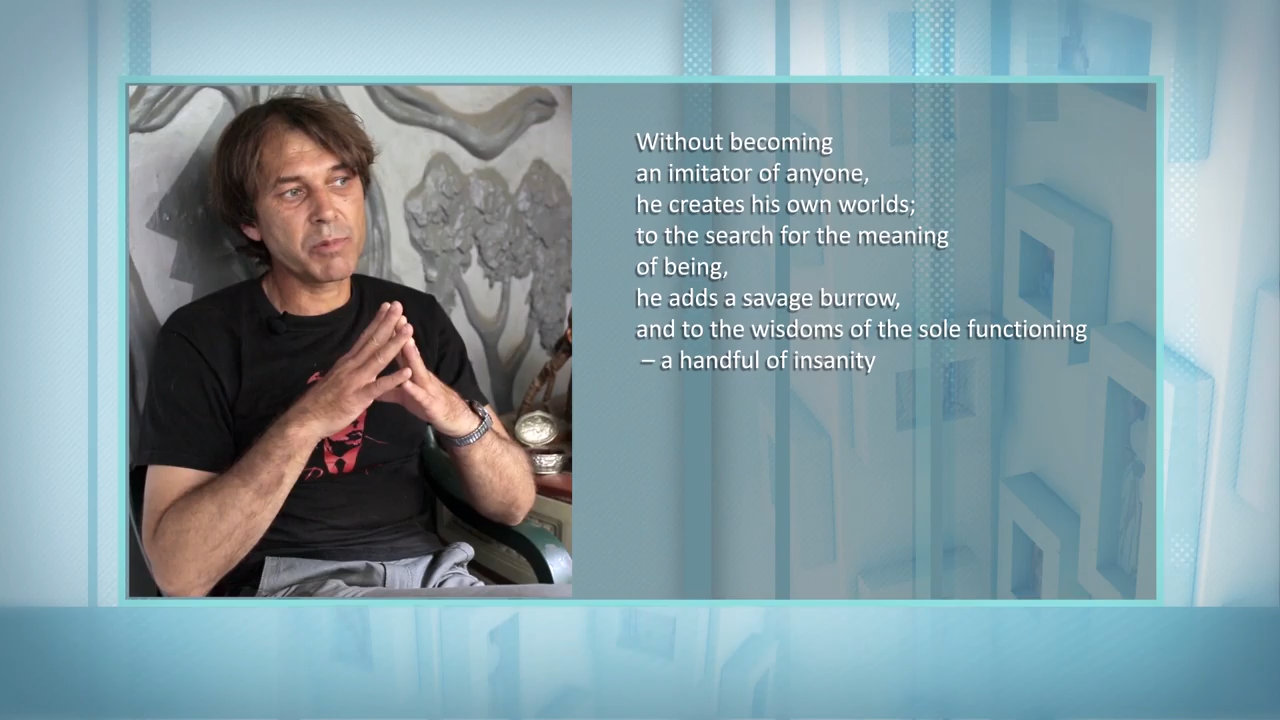 Without becoming
an imitator of anyone,
he creates his own worlds;
to the search for the meaning
of being,
he adds a savage burrow,
and to the wisdoms of the sole functioning
– a handful of insanity